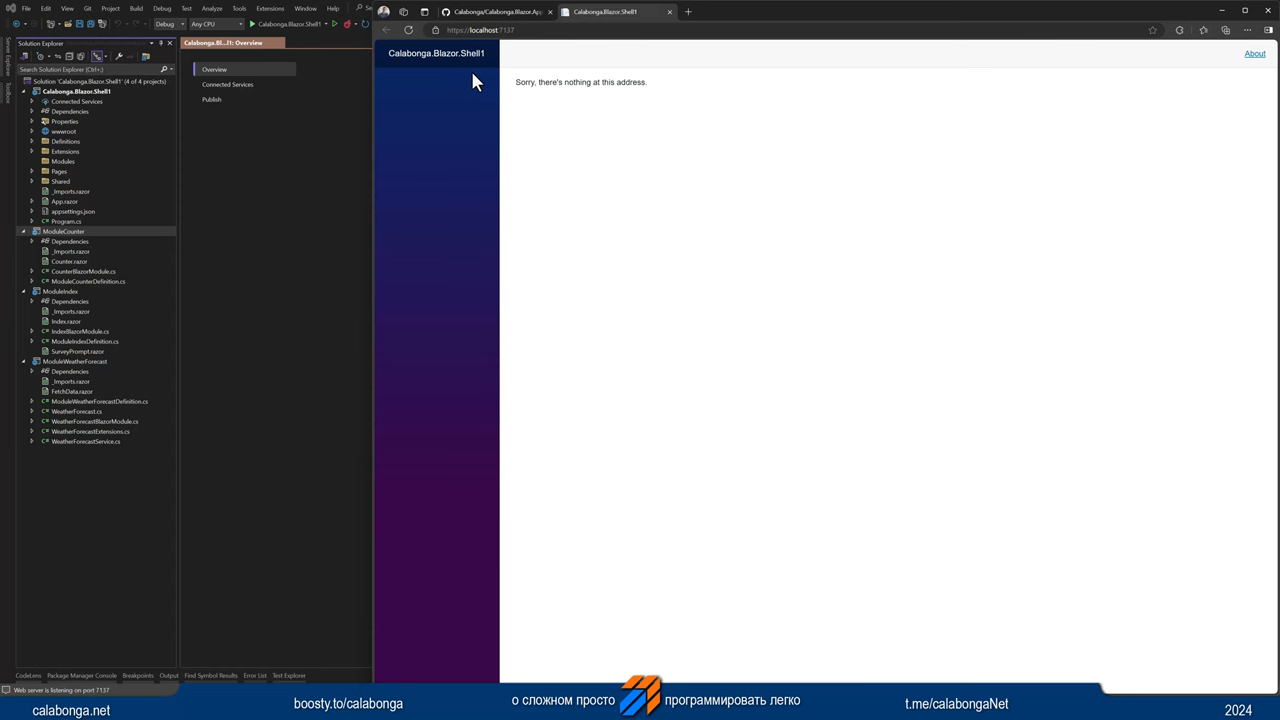 File Edit View Git Project Build Debug Test Analyze Tools Extensions Window Help
Debug Any CPU Calabonga.Blazor.Shell1
Server Explorer
Toolbox
Solution Explorer
Search Solution Explorer (Ctrl+;)
Solution 'Calabonga.Blazor.Shell1' (4 of 4 projects)
Calabonga.Blazor.Shell1
Connected Services
Dependencies
Properties
wwwroot
Definitions
Extensions
Modules
Pages
Shared
_Imports.razor
App.razor
appsettings.json
Program.cs
ModuleCounter
Dependencies
_Imports.razor
Counter.razor
CounterBlazorModule.cs
ModuleCounterDefinition.cs
ModuleIndex
Dependencies
_Imports.razor
Index.razor
IndexBlazorModule.cs
ModuleIndexDefinition.cs
SurveyPrompt.razor
ModuleWeatherForecast
Dependencies
_Imports.razor
FetchData.razor
ModuleWeatherForecastDefinition.cs
WeatherForecast.cs
WeatherForecastBlazorModule.cs
WeatherForecastExtensions.cs
WeatherForecastService.cs
Calabonga.Bl...l1: Overview
Overview
Connected Services
Publish
Calabonga/Calabonga.Blazor.App
Calabonga.Blazor.Shell1
https://localhost:7137
Calabonga.Blazor.Shell1
About
Sorry, there's nothing at this address.
CodeLens Package Manager Console Breakpoints Output Find Symbol Results Error List Test Explorer
Web server is listening on port 7137
calabonga.net
boosty.to/calabonga
о сложном просто программировать легко
t.me/calabongaNet
2024